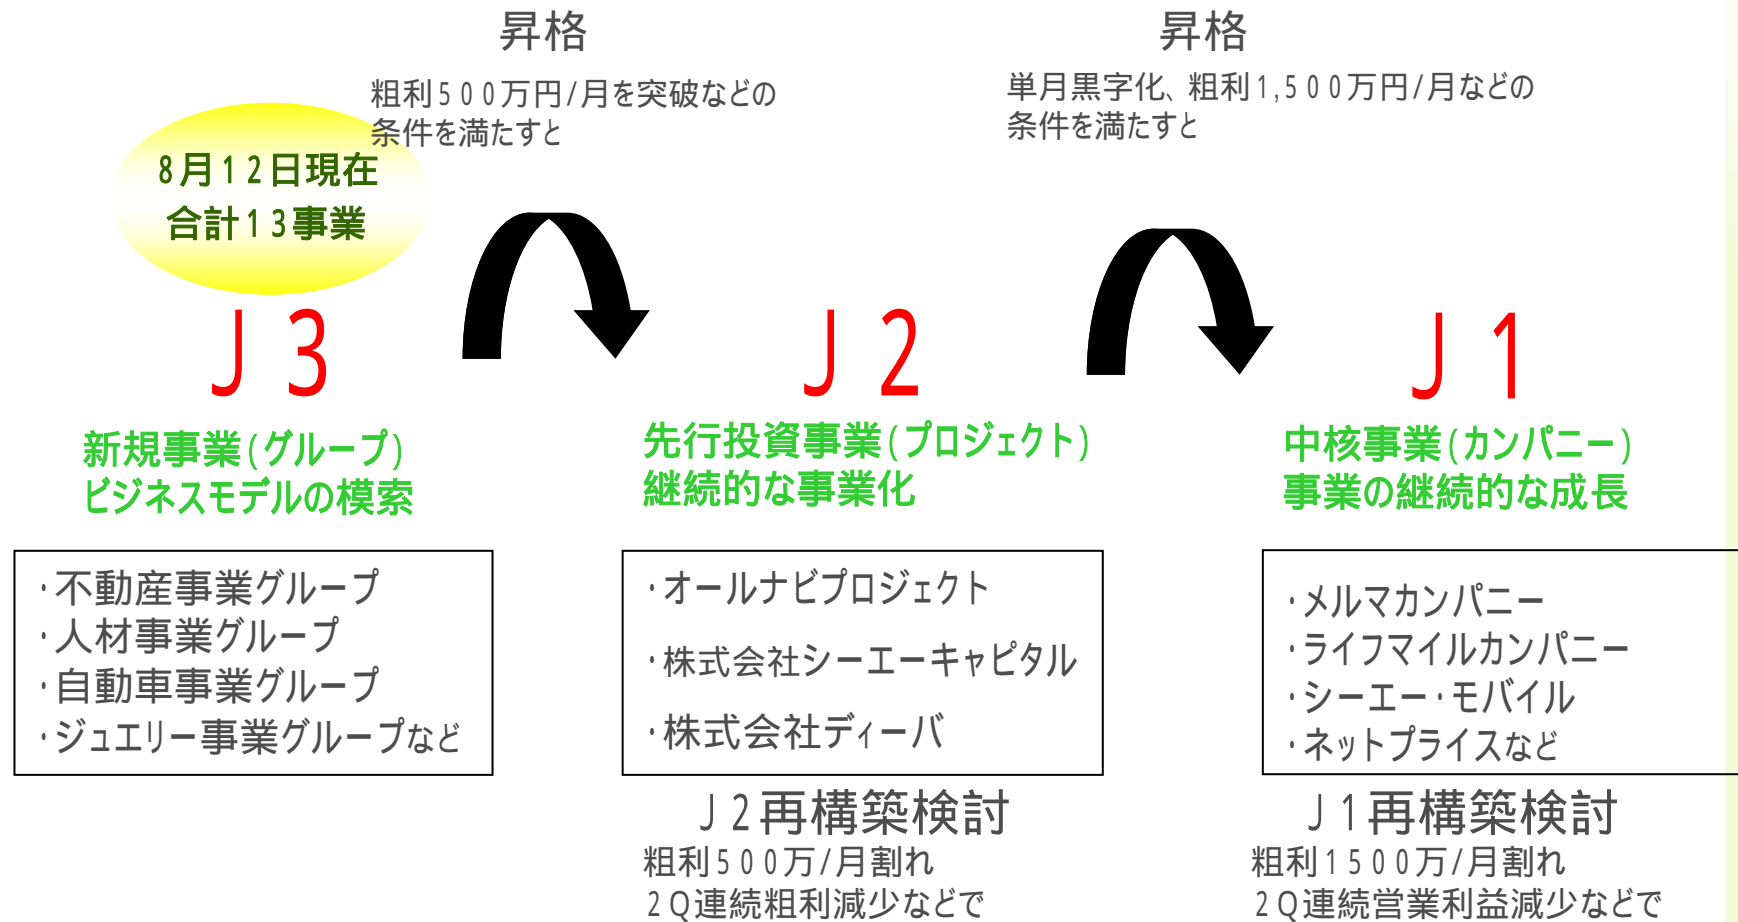 昇格
粗利500万円/月を突破などの
条件を満たすと
昇格
単月黒字化、粗利1,500万円/月などの
条件を満たすと
8月12日現在
合計13事業
J3
新規事業(グループ)
ビジネスモデルの模索
・不動産事業グループ
・人材事業グループ
・自動車事業グループ
・ジュエリー事業グループなど
J2
先行投資事業(プロジェクト)
継続的な事業化
・オールナビプロジェクト
・株式会社シーエーキャピタル
・株式会社ディーバ
J2再構築検討
粗利500万/月割れ
2Q連続粗利減少などで
J1
中核事業(カンパニー)
事業の継続的な成長
・メルマカンパニー
・ライフマイルカンパニー
・シーエー・モバイル
・ネットプライスなど
J1再構築検討
粗利1500万/月割れ
2Q連続営業利益減少などで